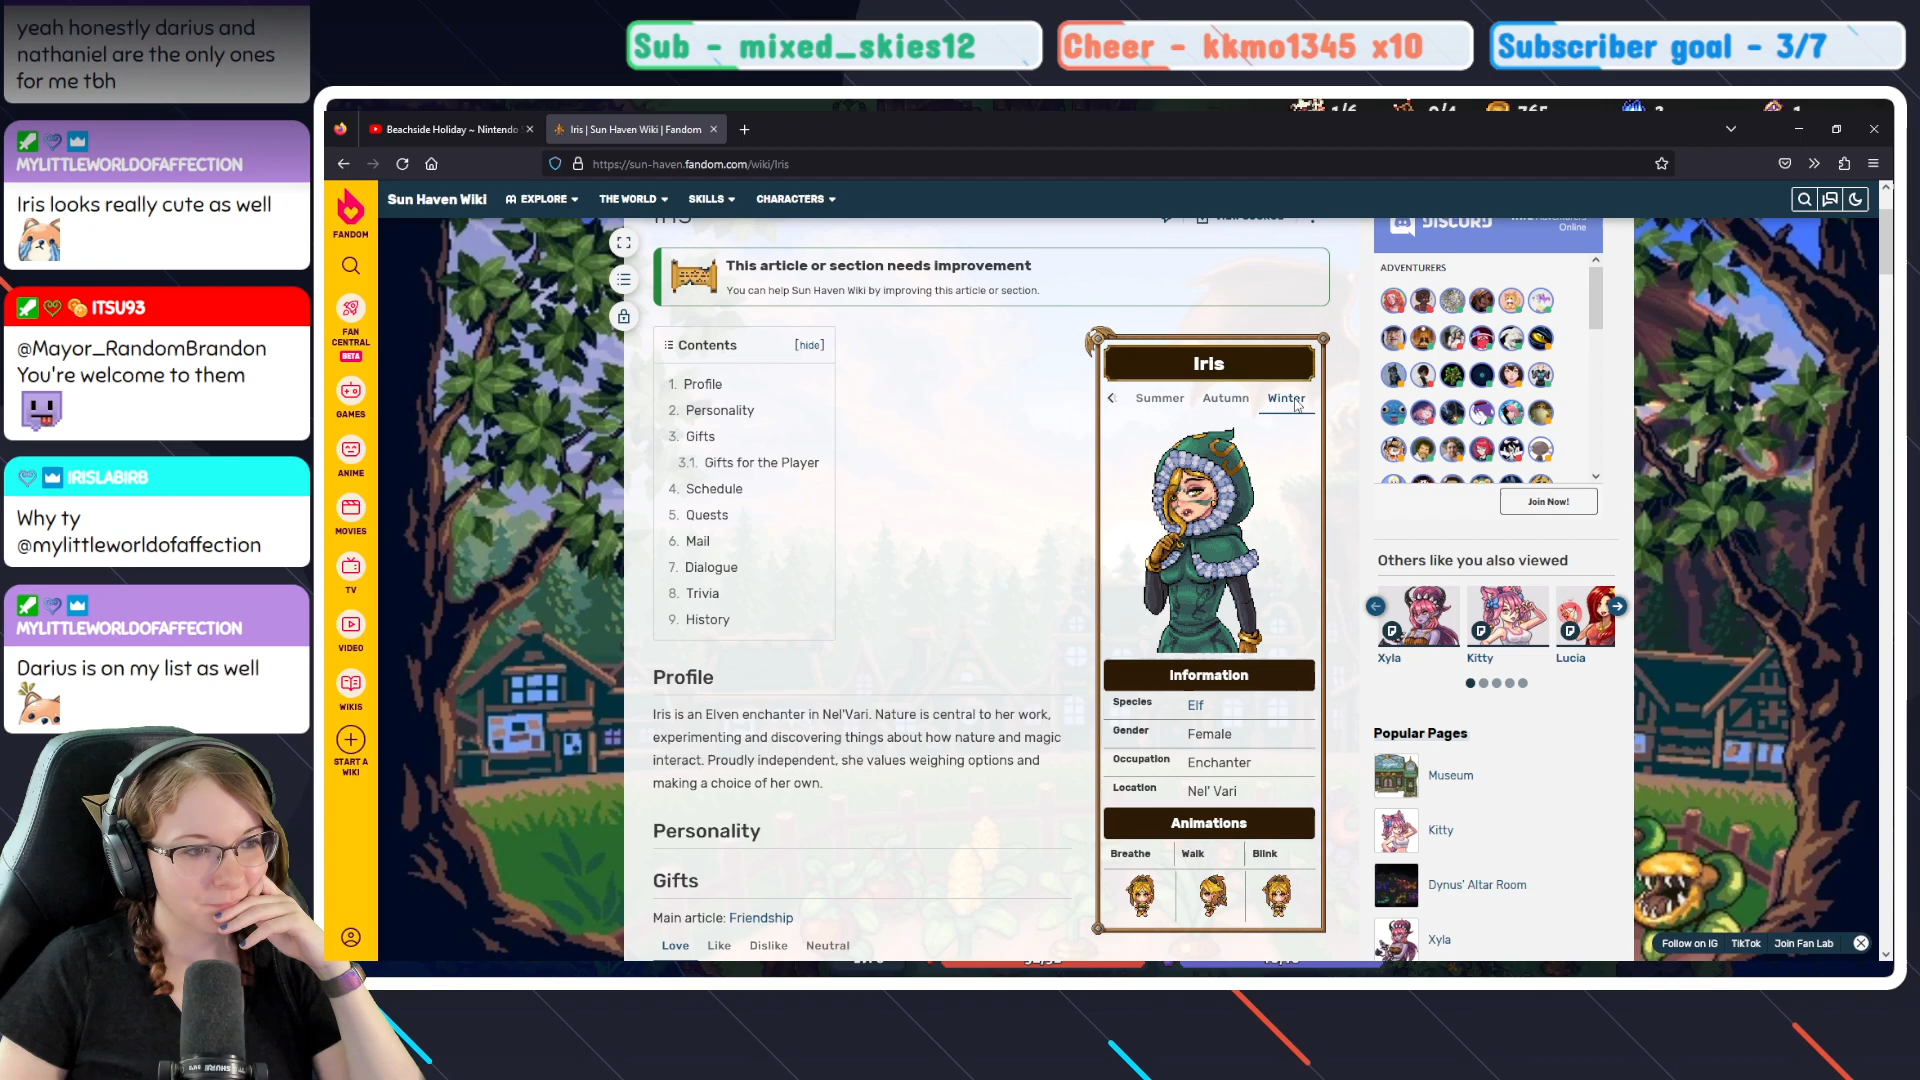 yeah honestly darius and
nathaniel are the only ones
for me tbh
MYLITTLEWORLDOFAFFECTION
Iris looks really cute as well
ITSU93
@Mayor_RandomBrandon
You're welcome to them
IRISLABIRB
Why ty
@mylittleworldofaffection
MYLITTLEWORLDOFAFFECTION
Darius is on my list as well
Sub - mixed_skies12
Cheer - kkmo1345 x10
Subscriber goal - 3/7
Beachside Holiday ~ Nintendo
Iris | Sun Haven Wiki | Fandom
https://sun-haven.fandom.com/wiki/Iris
FANDOM
FAN
CENTRAL
BETA
GAMES
ANIME
MOVIES
TV
VIDEO
WIKIS
START A
WIKI
Sun Haven Wiki
EXPLORE
THE WORLD
SKILLS
CHARACTERS
This article or section needs improvement
You can help Sun Haven Wiki by improving this article or section.
Contents
[hide]
1. Profile
2. Personality
3. Gifts
3.1. Gifts for the Player
4. Schedule
5. Quests
6. Mail
7. Dialogue
8. Trivia
9. History
Profile
Iris is an Elven enchanter in Nel'Vari. Nature is central to her work,
experimenting and discovering things about how nature and magic
interact. Proudly independent, she values weighing options and
making a choice of her own.
Personality
Gifts
Main article: Friendship
Love Like Dislike Neutral
Iris
Summer Autumn Winter
Information
Species Elf
Gender Female
Occupation Enchanter
Location Nel' Vari
Animations
Breathe Walk Blink
DISCORD
Online
ADVENTURERS
Join Now!
Others like you also viewed
Xyla
Kitty
Lucia
Popular Pages
Museum
Kitty
Dynus' Altar Room
Xyla
Follow on IG TikTok Join Fan Lab
SHURE